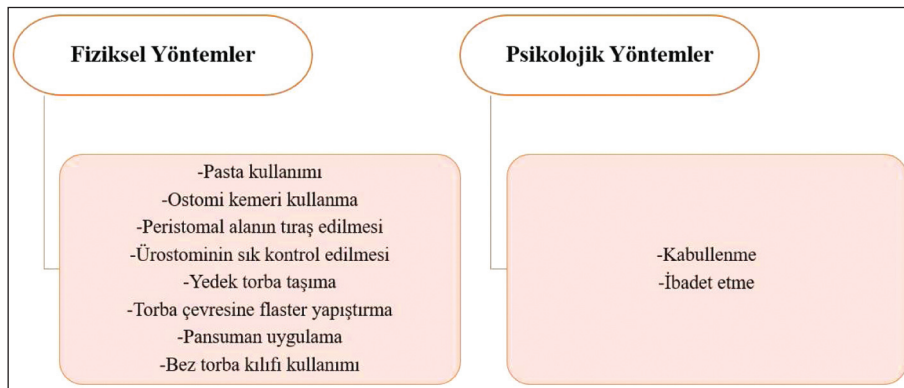 Fiziksel Yöntemler
-Pasta kullanımı
-Ostomi kemeri kullanma
-Peristomal alanın tıraş edilmesi
-Ürostominin sık kontrol edilmesi
-Yedek torba taşıma
-Torba çevresine flaster yapıştırma
-Pansuman uygulama
-Bez torba kılıfı kullanımı
Psikolojik Yöntemler
-Kabullenme
-İbadet etme